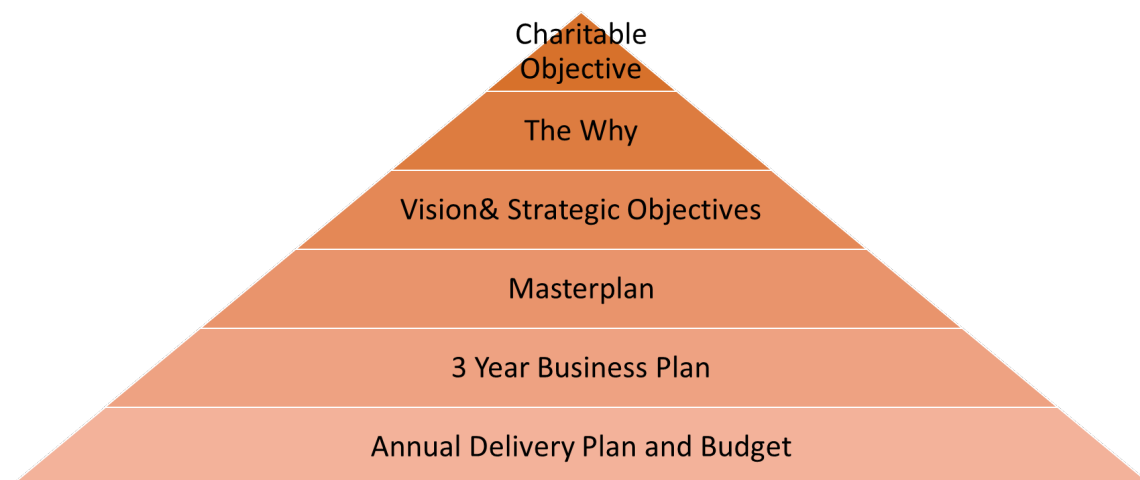 Charitable
Objective
The Why
Vision& Strategic Objectives
Masterplan
3 Year Business Plan
Annual Delivery Plan and Budget